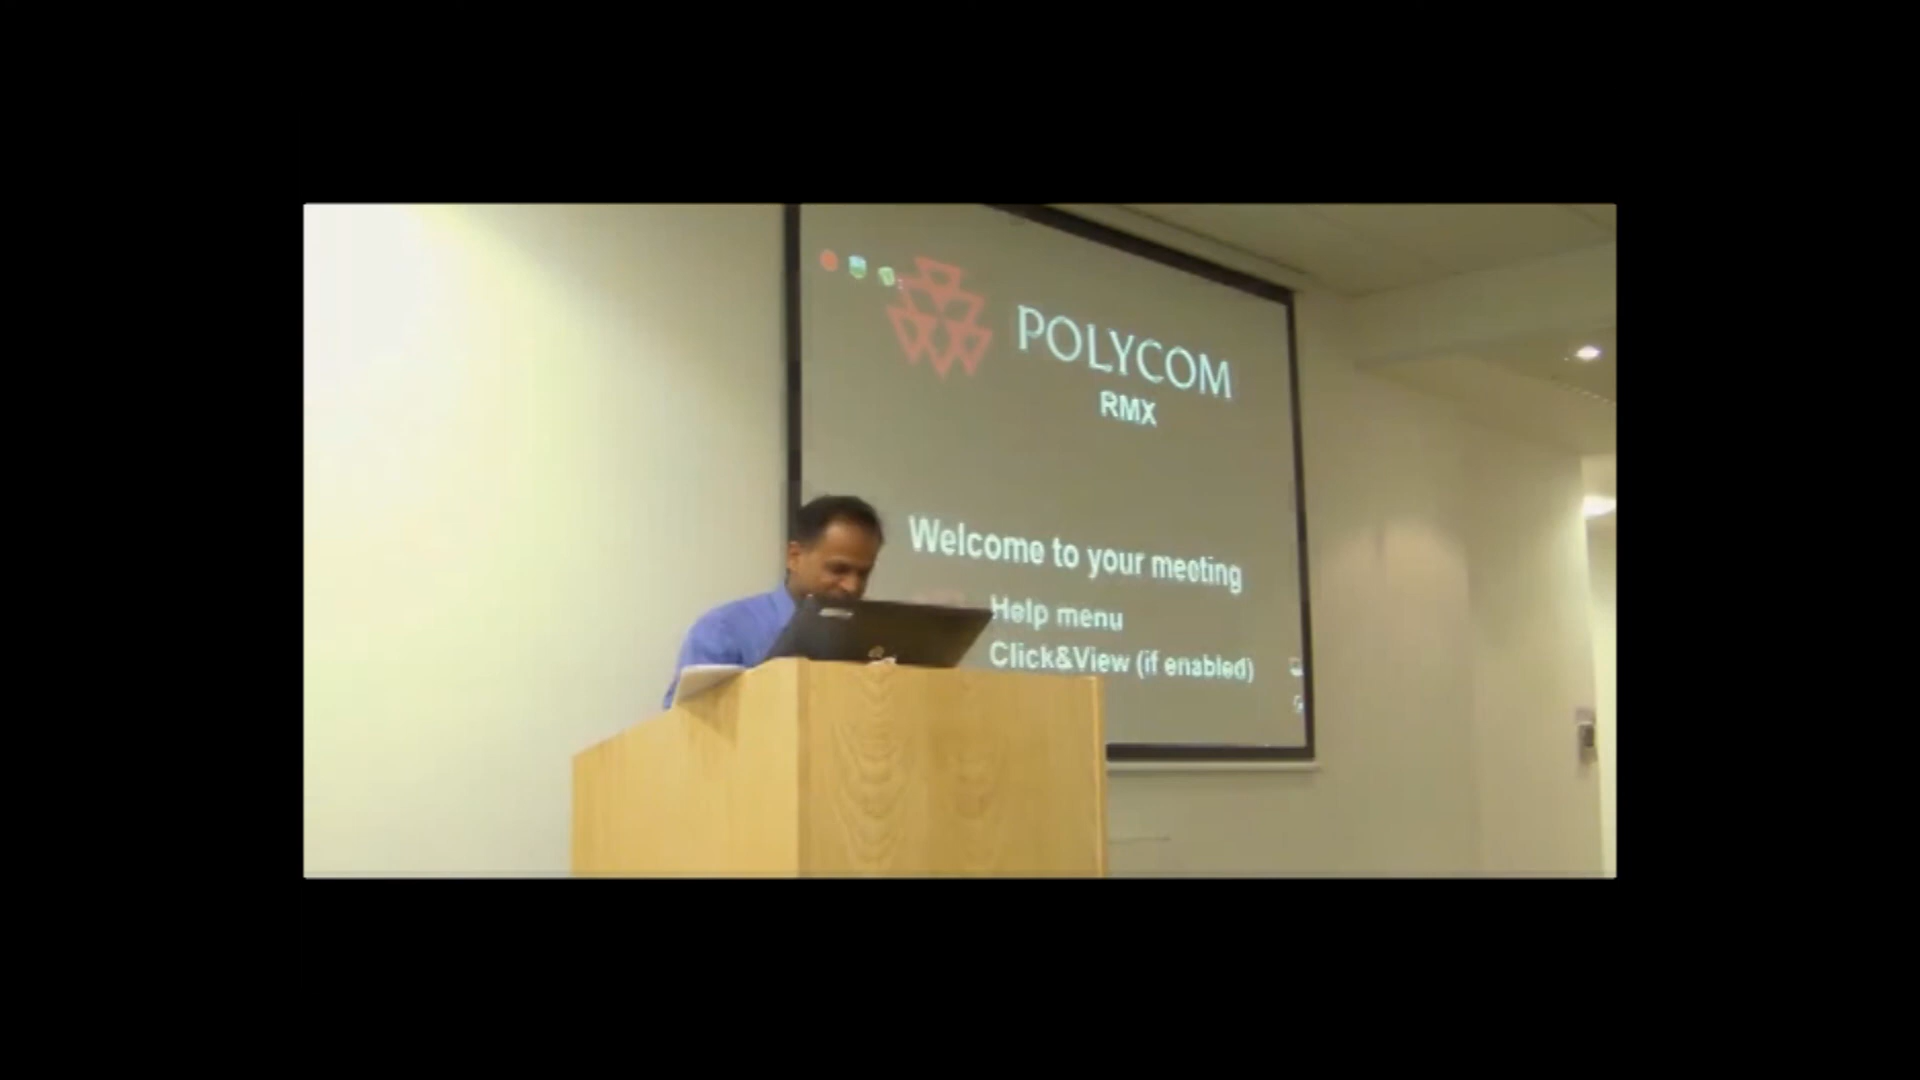 POLYCOM
RMX
Welcome to your meeting
Help menu
Click&View (if enabled)